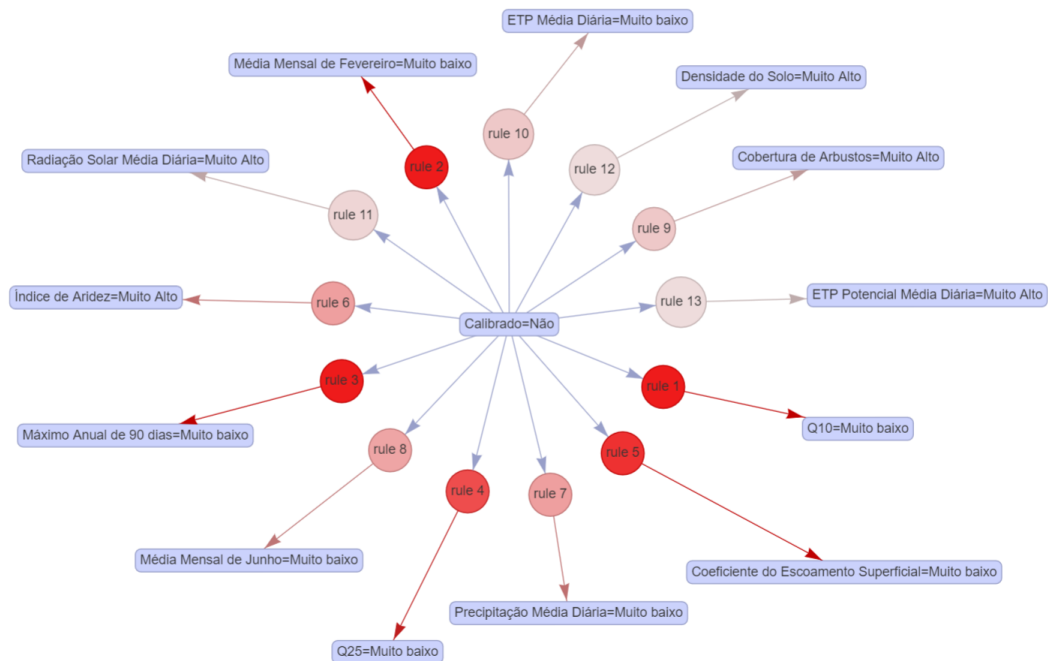 ETP Média Diária=Muito baixo
Média Mensal de Fevereiro=Muito baixo
Densidade do Solo=Muito Alto
rule 10
Radiação Solar Média Diária=Muito Alto
rule 2
rule 12
Cobertura de Arbustos=Muito Alto
rule 11
rule 9
Índice de Aridez=Muito Alto
rule 6
rule 13
ETP Potencial Média Diária=Muito Alto
Calibrado=Não
rule 3
rule 1
Máximo Anual de 90 dias=Muito baixo
Q10=Muito baixo
rule 8
rule 5
rule 4
rule 7
Média Mensal de Junho=Muito baixo
Coeficiente do Escoamento Superficial=Muito baixo
Precipitação Média Diária=Muito baixo
Q25=Muito baixo